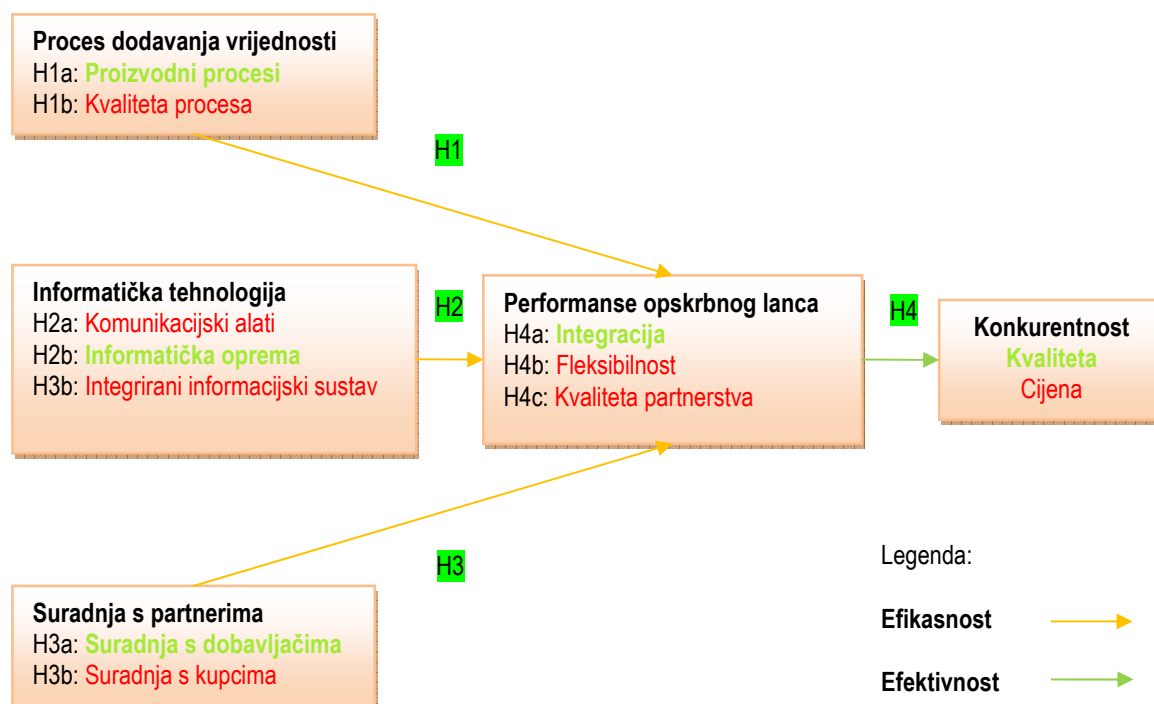 Proces dodavanja vrijednosti
H1a: Proizvodni procesi
H1b: Kvaliteta procesa
H1
Informatička tehnologija
H2a: Komunikacijski alati
H2b: Informatička oprema
H3b: Integrirani informacijski sustav
H2
Performanse opskrbnog lanca
H4a: Integracija
H4b: Fleksibilnost
H4c: Kvaliteta partnerstva
H4
Konkurentnost
Kvaliteta
Cijena
H3
Suradnja s partnerima
H3a: Suradnja s dobavljačima
H3b: Suradnja s kupcima
Legenda:
Efikasnost
Efektivnost